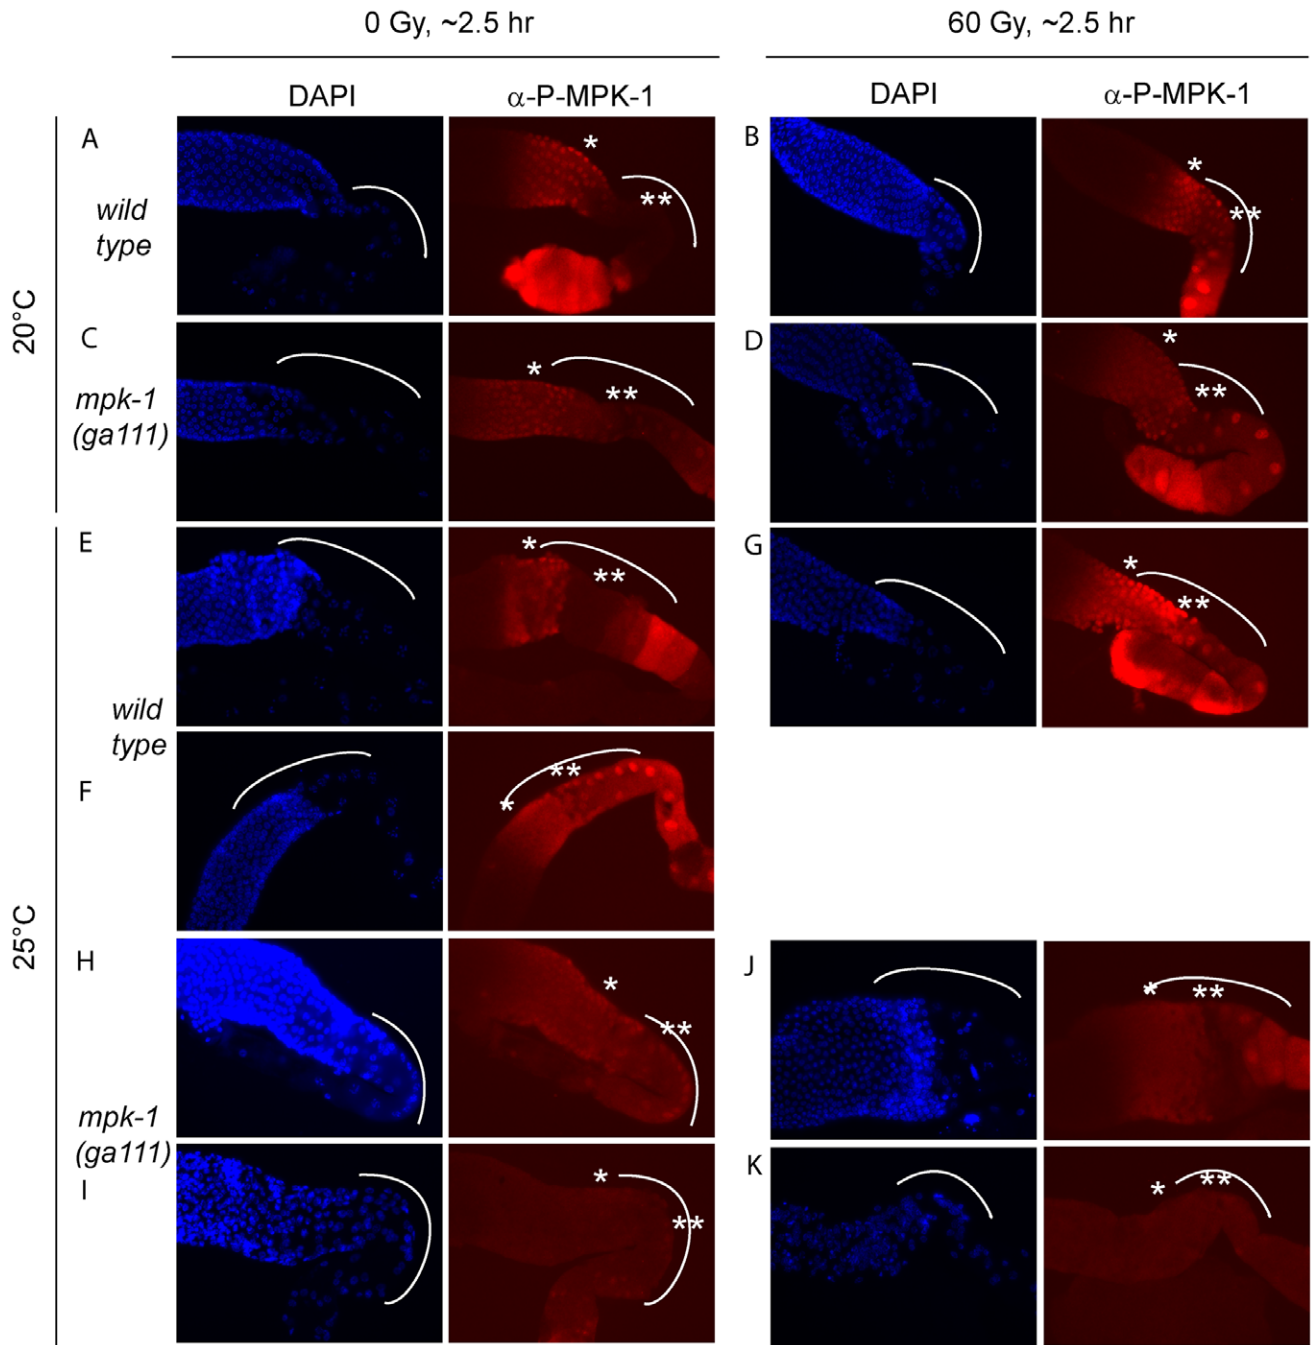 0 Gy, ~2.5 hr
60 Gy, ~2.5 hr
DAPI
α-P-MPK-1
DAPI
α-P-MPK-1
20°C
A
wild
type
*
**
B
*
**
C
mpk-1
(ga111)
*
**
D
*
**
25°C
E
*
**
G
*
**
wild
type
F
*
**
H
*
**
J
*
**
mpk-1
(ga111)
I
*
**
K
*
**